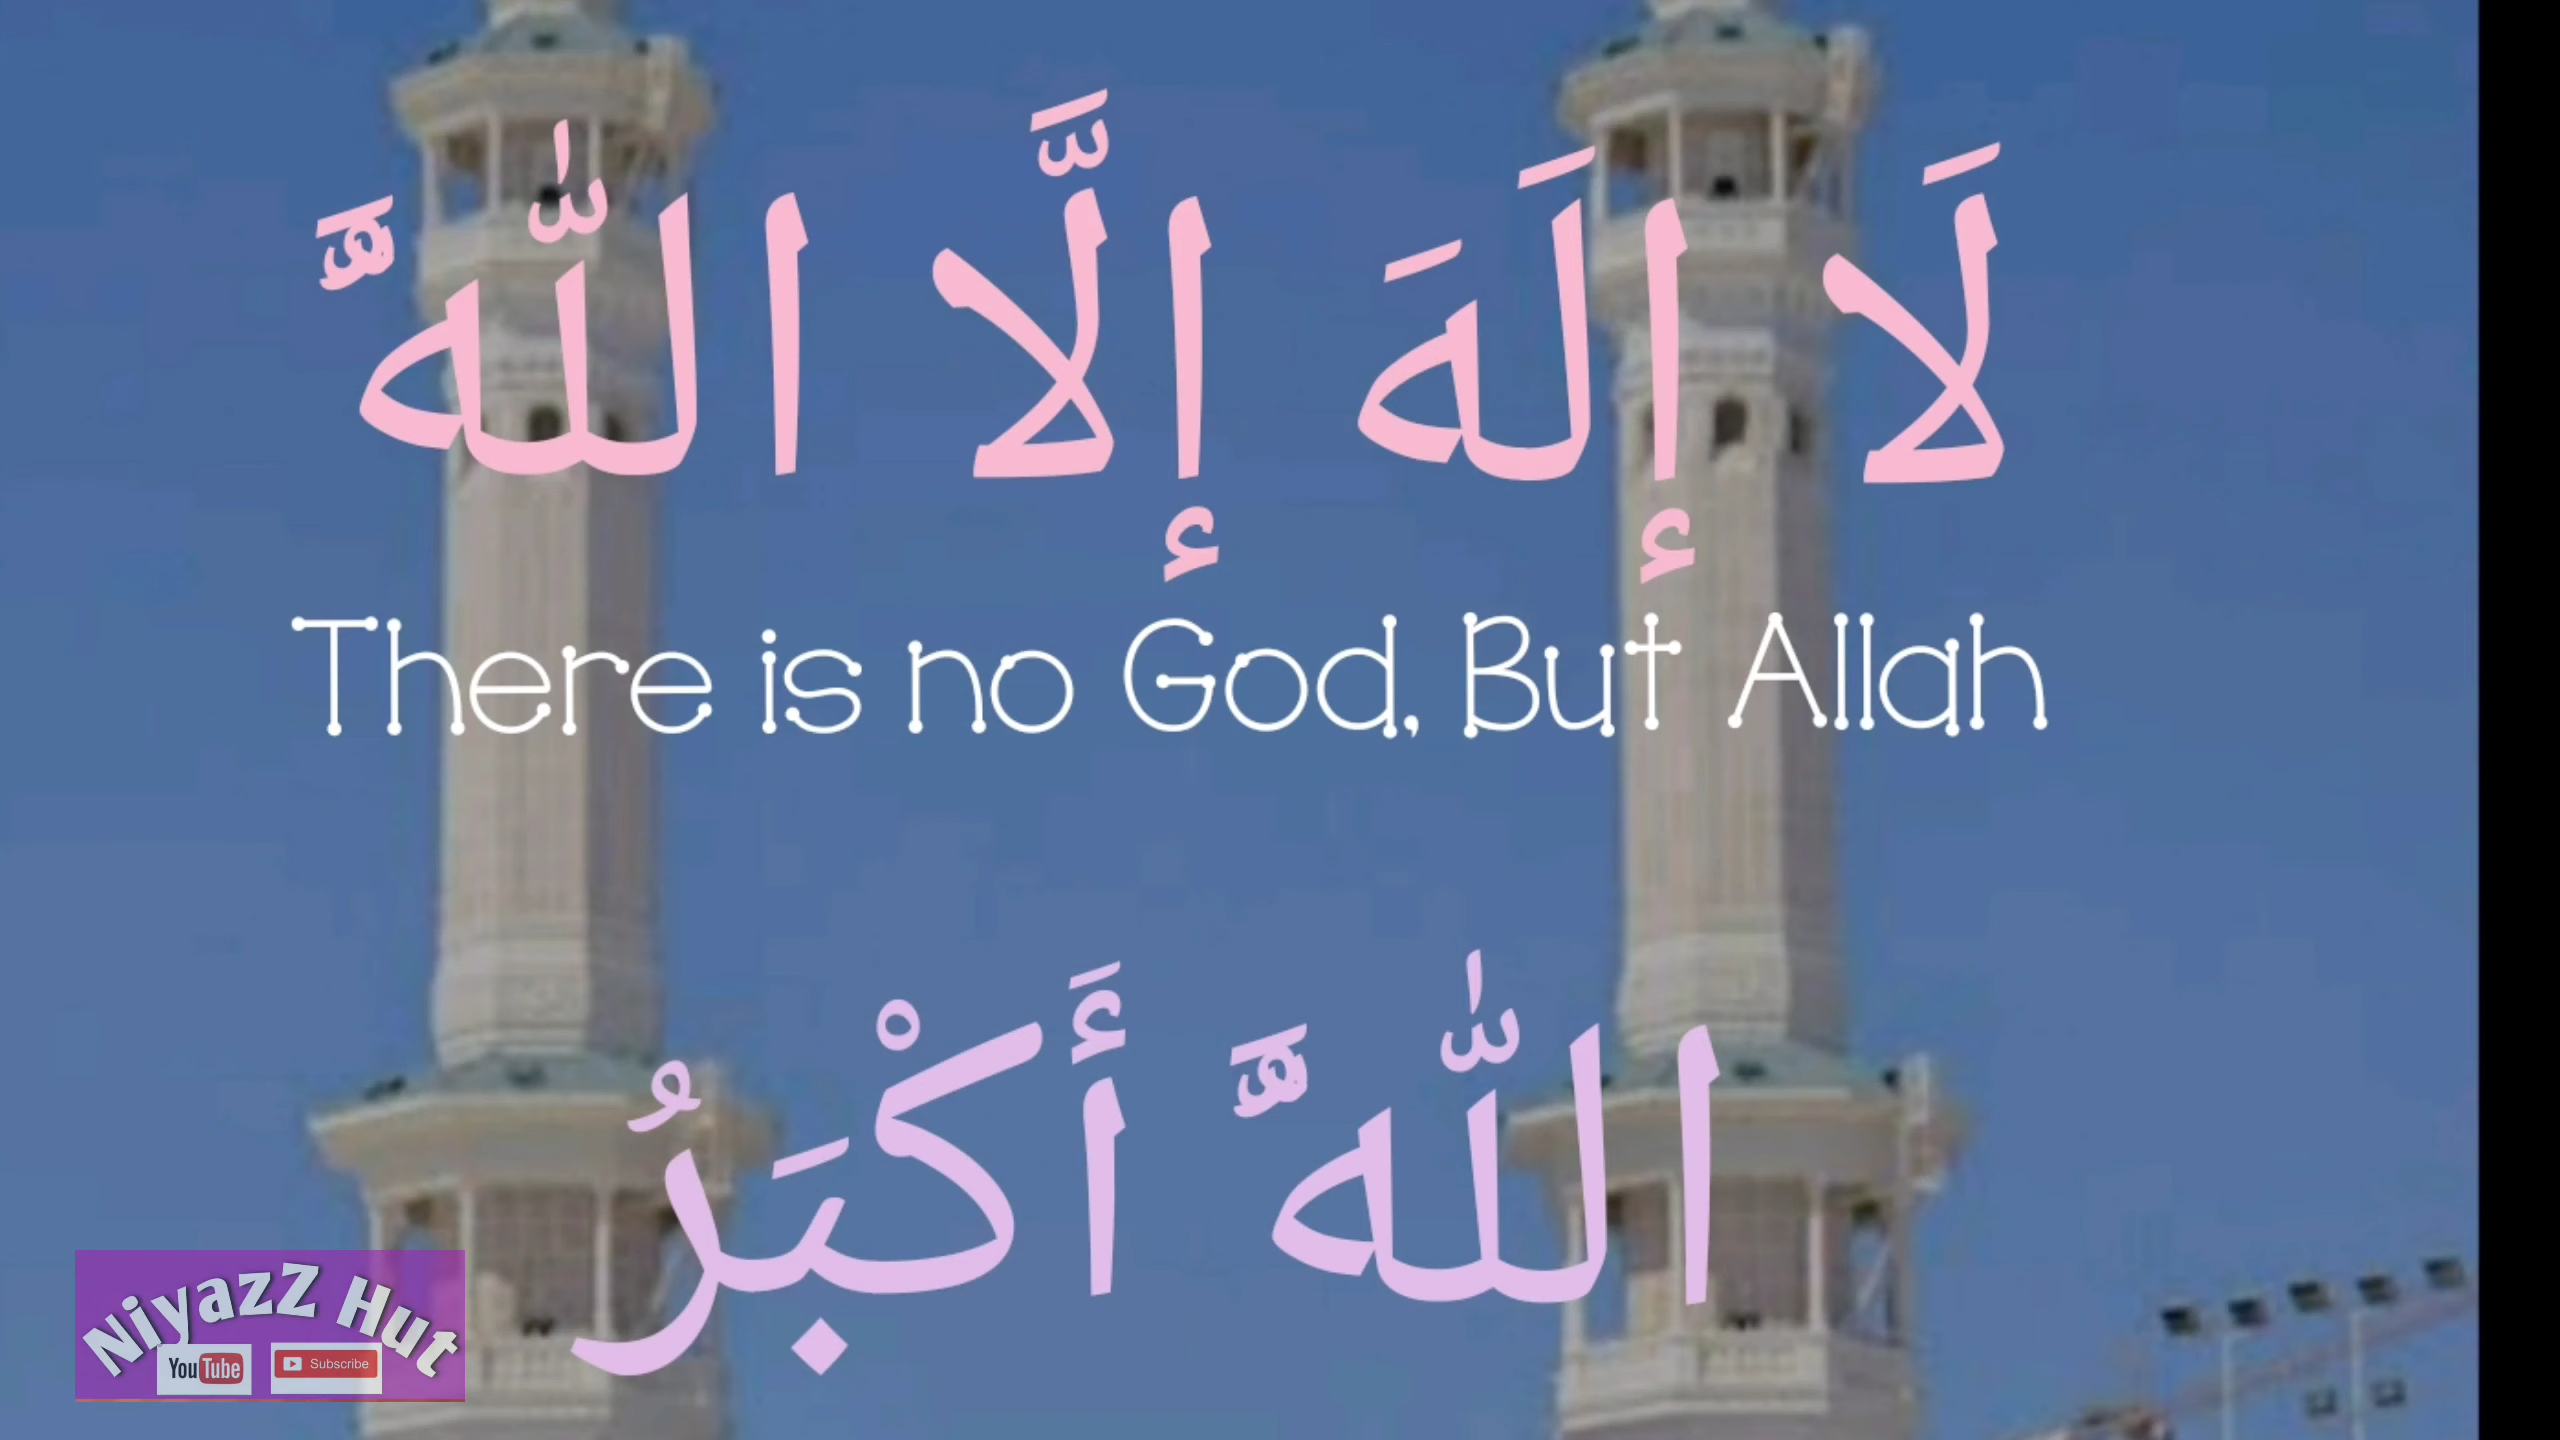 لَا إِلَهَ إِلَّا اللّٰهَُّ
There is no God, But Allah
اللّٰهَُّ أَكْبَرُ
NiyazZ Hut
YouTube
Subscribe